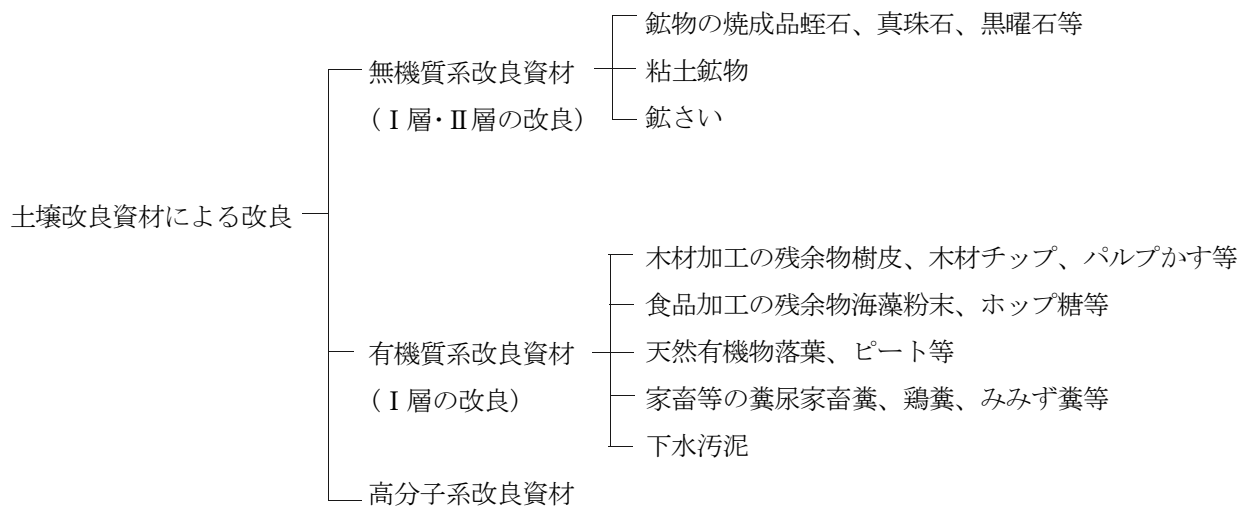 鉱物の焼成品蛭石、真珠石、黒曜石等
無機質系改良資材
粘土鉱物
（Ⅰ層・Ⅱ層の改良）
鉱さい
土壌改良資材による改良
木材加工の残余物樹皮、木材チップ、パルプかす等
食品加工の残余物海藻粉末、ホップ糖等
有機質系改良資材
天然有機物落葉、ピート等
（Ⅰ層の改良）
家畜等の糞尿家畜糞、鶏糞、みみず糞等
下水汚泥
高分子系改良資材